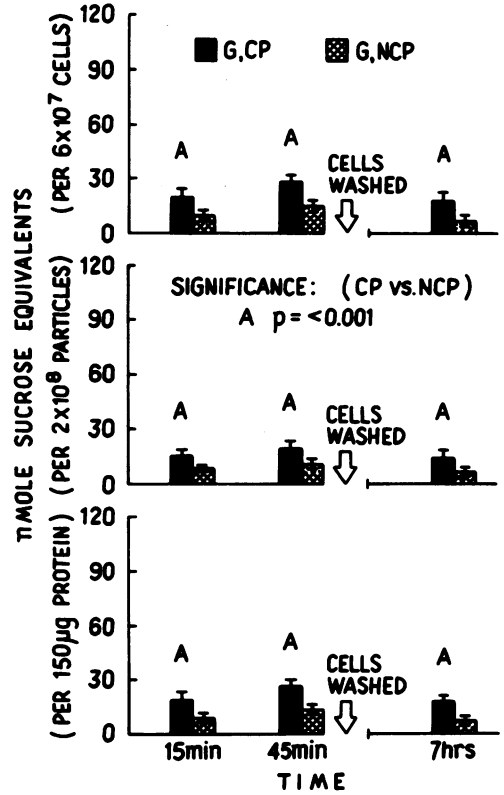 nMOLE SUCROSE EQUIVALENTS
(PER 6x10⁷ CELLS)
120
90
60
30
0
G,CP
G,NCP
A
A
A
CELLS
WASHED
(PER 2x10⁸ PARTICLES)
120
90
60
30
0
SIGNIFICANCE: (CP VS.NCP)
A p=<0.001
A
A
A
CELLS
WASHED
(PER 150µg PROTEIN)
120
90
60
30
0
A
A
A
CELLS
WASHED
15min
45min
7hrs
TIME